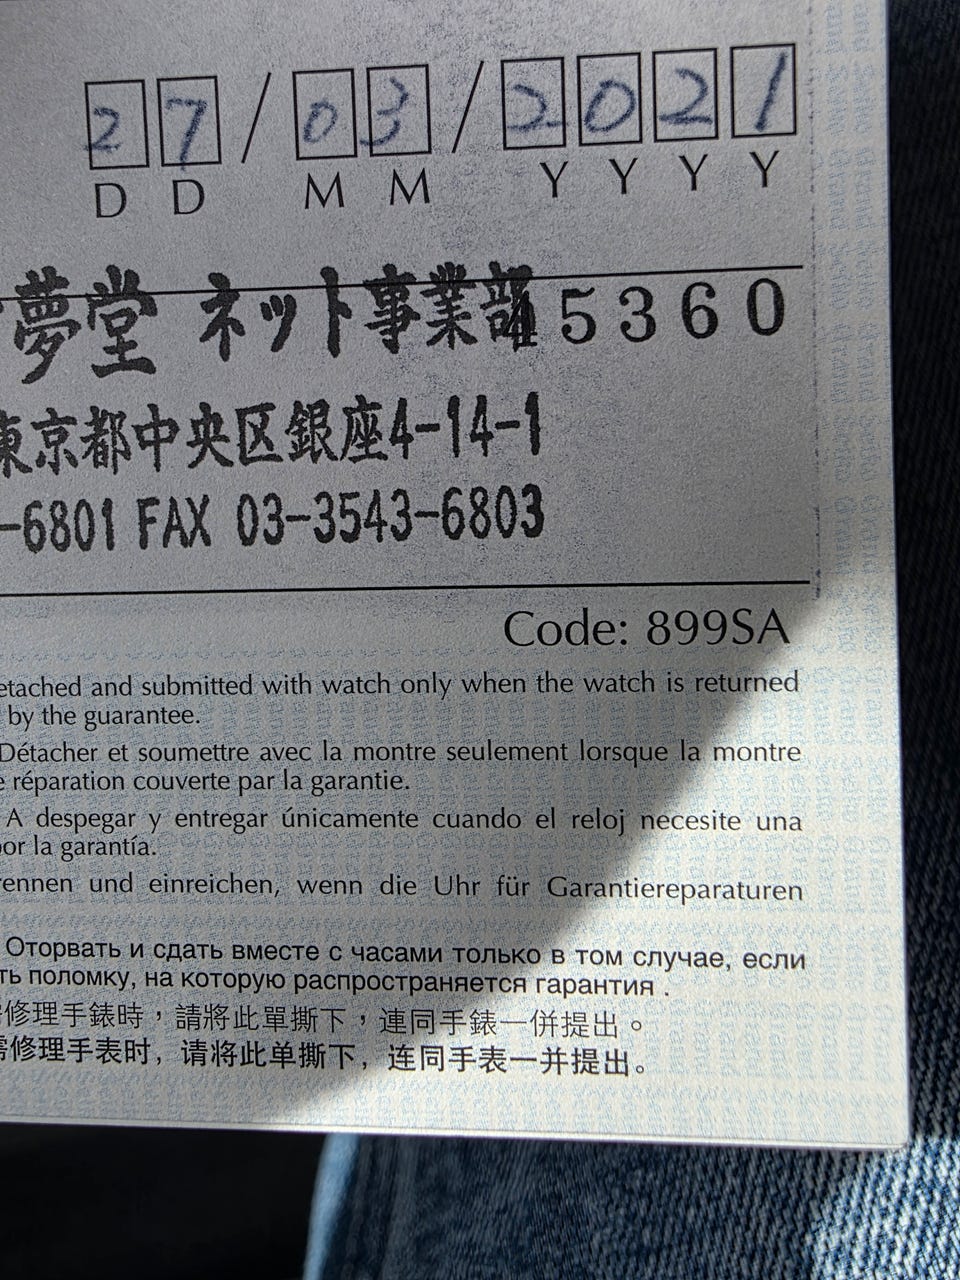 27/03/2021
D D M M Y Y Y Y
夢堂 ネット事業部 45360
東京都中央区銀座4-14-1
-6801 FAX 03-3543-6803
Code: 899SA
etached and submitted with watch only when the watch is returned
by the guarantee.
Détacher et soumettre avec la montre seulement lorsque la montre
e réparation couverte par la garantie.
A despegar y entregar únicamente cuando el reloj necesite una
por la garantía.
rennen und einreichen, wenn die Uhr für Garantiereparaturen
Оторвать и сдать вместе с часами только в том случае, если
ть поломку, на которую распространяется гарантия .
修理手錶時，請將此單撕下，連同手錶一併提出。
需修理手表时，请将此单撕下，连同手表一并提出。